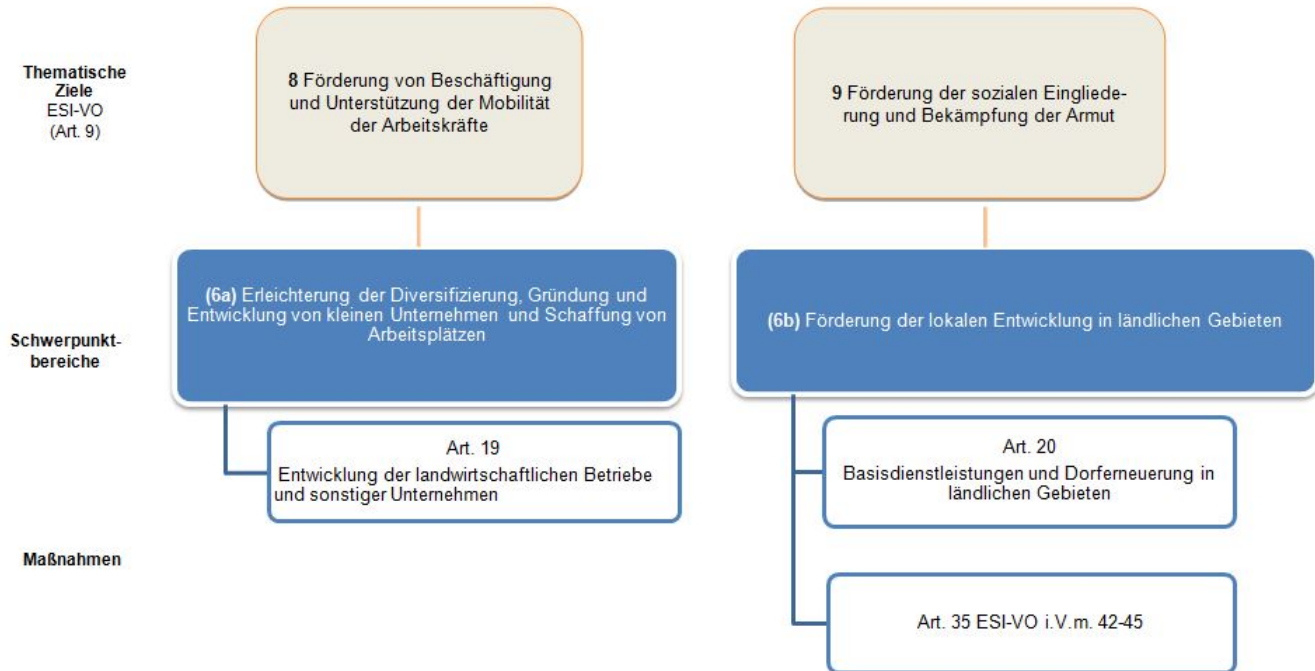 Thematische
Ziele
ESI-VO
(Art. 9)
8 Förderung von Beschäftigung
und Unterstützung der Mobilität
der Arbeitskräfte
9 Förderung der sozialen Eingliede-
rung und Bekämpfung der Armut
Schwerpunkt-
bereiche
(6a) Erleichterung der Diversifizierung, Gründung und
Entwicklung von kleinen Unternehmen und Schaffung von
Arbeitsplätzen
(6b) Förderung der lokalen Entwicklung in ländlichen Gebieten
Maßnahmen
Art. 19
Entwicklung der landwirtschaftlichen Betriebe
und sonstiger Unternehmen
Art. 20
Basisdienstleistungen und Dorferneuerung in
ländlichen Gebieten
Art. 35 ESI-VO i.V.m. 42-45